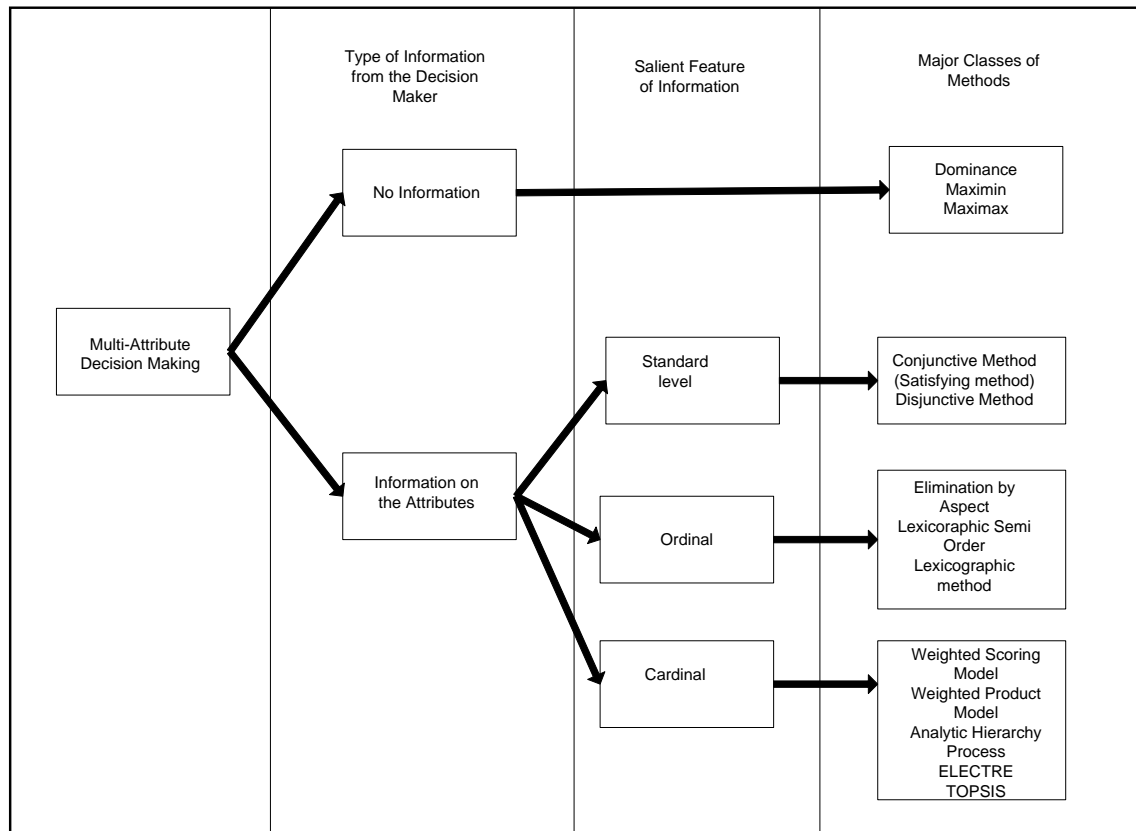 Type of Information
from the Decision
Maker
Salient Feature
of Information
Major Classes of
Methods
No Information
Dominance
Maximin
Maximax
Multi-Attribute
Decision Making
Standard
level
Conjunctive Method
(Satisfying method)
Disjunctive Method
Information on
the Attributes
Ordinal
Elimination by
Aspect
Lexicoraphic Semi
Order
Lexicographic
method
Cardinal
Weighted Scoring
Model
Weighted Product
Model
Analytic Hierarchy
Process
ELECTRE
TOPSIS